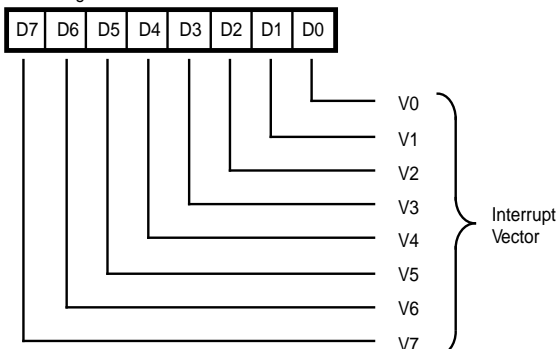 D7 D6 D5 D4 D3 D2 D1 D0
V0
V1
V2
V3
V4
V5
V6
V7
Interrupt
Vector